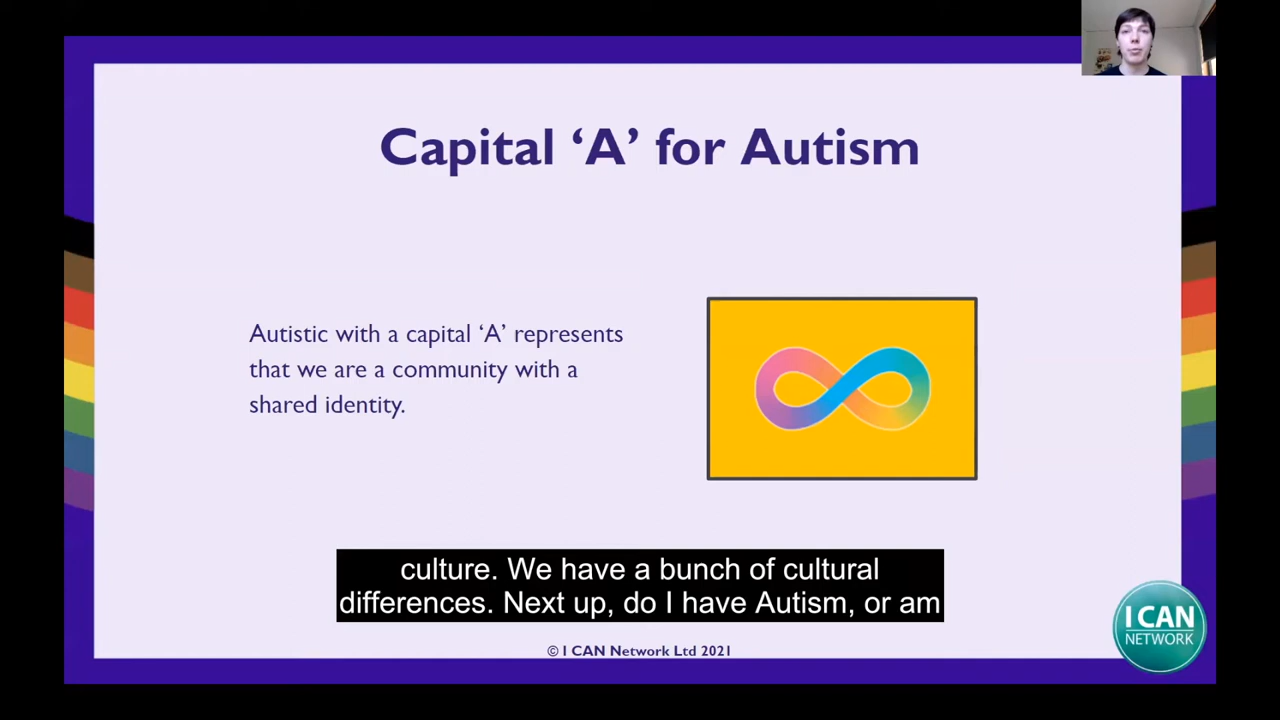 Capital ‘A’ for Autism
Autistic with a capital ‘A’ represents
that we are a community with a
shared identity.
culture. We have a bunch of cultural
differences. Next up, do I have Autism, or am
I CAN
NETWORK
© I CAN Network Ltd 2021